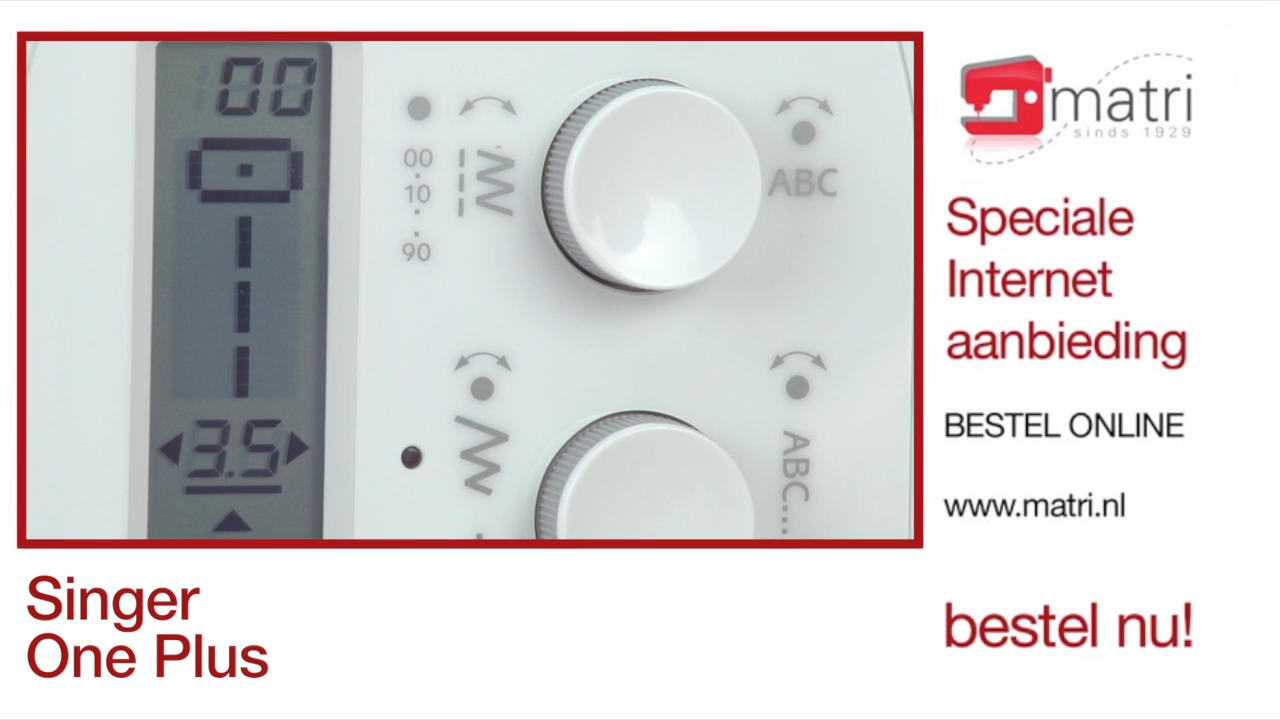 00
3.5
00
10
90
ABC
ABC...
matri
sinds 1929
Speciale
Internet
aanbieding
BESTEL ONLINE
www.matri.nl
bestel nu!
Singer
One Plus